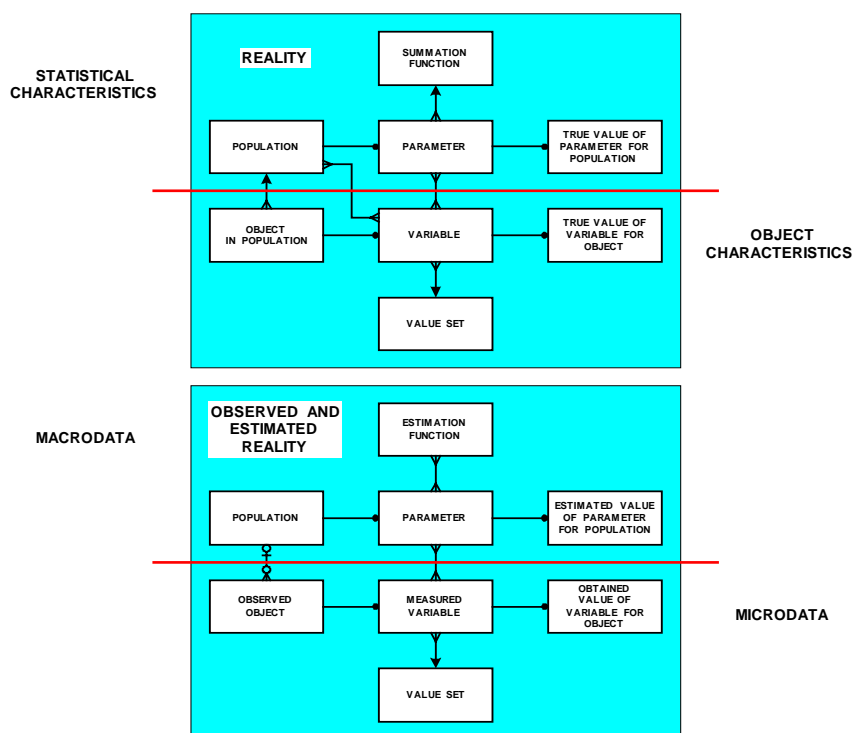 REALITY
SUMMATION
FUNCTION
STATISTICAL
CHARACTERISTICS
POPULATION
PARAMETER
TRUE VALUE OF
PARAMETER FOR
POPULATION
OBJECT
IN POPULATION
VARIABLE
TRUE VALUE OF
VARIABLE FOR
OBJECT
OBJECT
CHARACTERISTICS
VALUE SET
OBSERVED AND
ESTIMATED
REALITY
ESTIMATION
FUNCTION
MACRODATA
POPULATION
PARAMETER
ESTIMATED VALUE
OF PARAMETER
FOR POPULATION
OBSERVED
OBJECT
MEASURED
VARIABLE
OBTAINED
VALUE OF
VARIABLE FOR
OBJECT
MICRODATA
VALUE SET